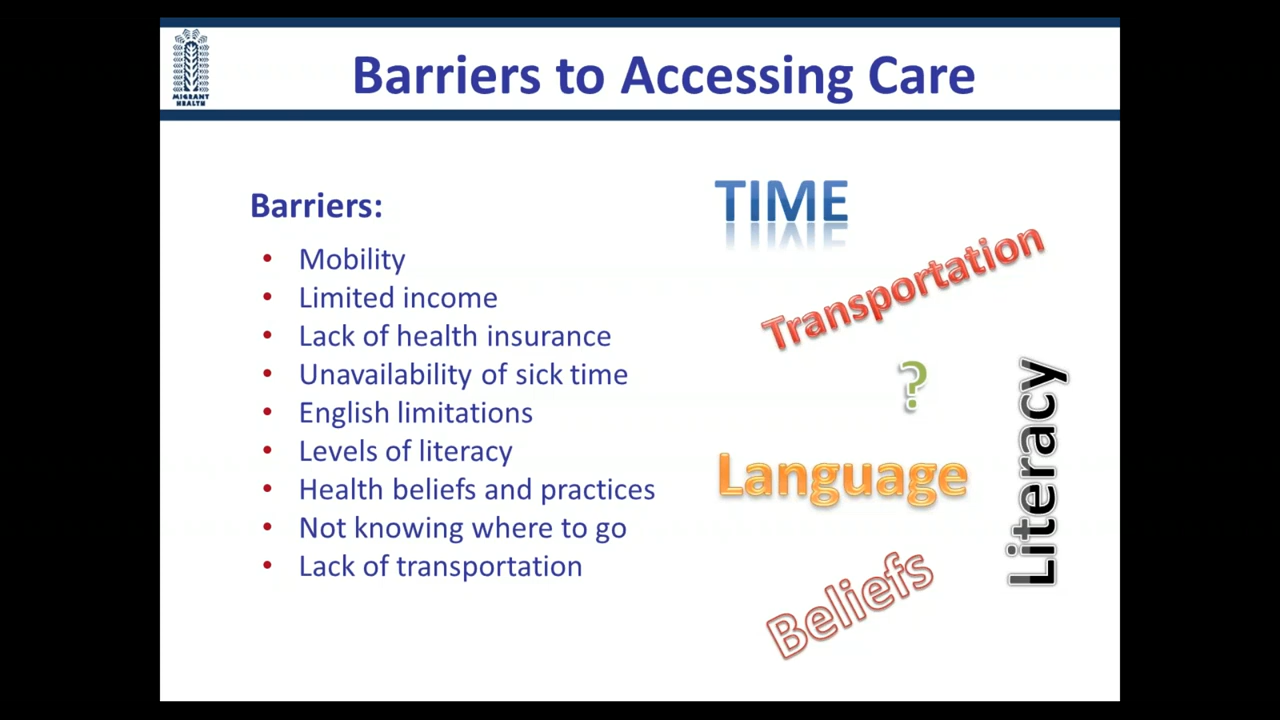 MIGRANT
HEALTH
Barriers to Accessing Care
Barriers:
• Mobility
• Limited income
• Lack of health insurance
• Unavailability of sick time
• English limitations
• Levels of literacy
• Health beliefs and practices
• Not knowing where to go
• Lack of transportation
TIME
Transportation
?
Language
Literacy
Beliefs